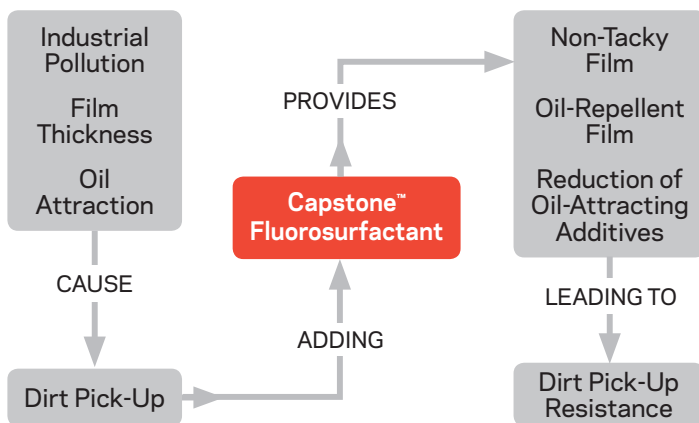 Industrial
Pollution
Film
Thickness
Oil
Attraction
CAUSE
Dirt Pick-Up
ADDING
Capstone™
Fluorosurfactant
PROVIDES
Non-Tacky
Film
Oil-Repellent
Film
Reduction of
Oil-Attracting
Additives
LEADING TO
Dirt Pick-Up
Resistance